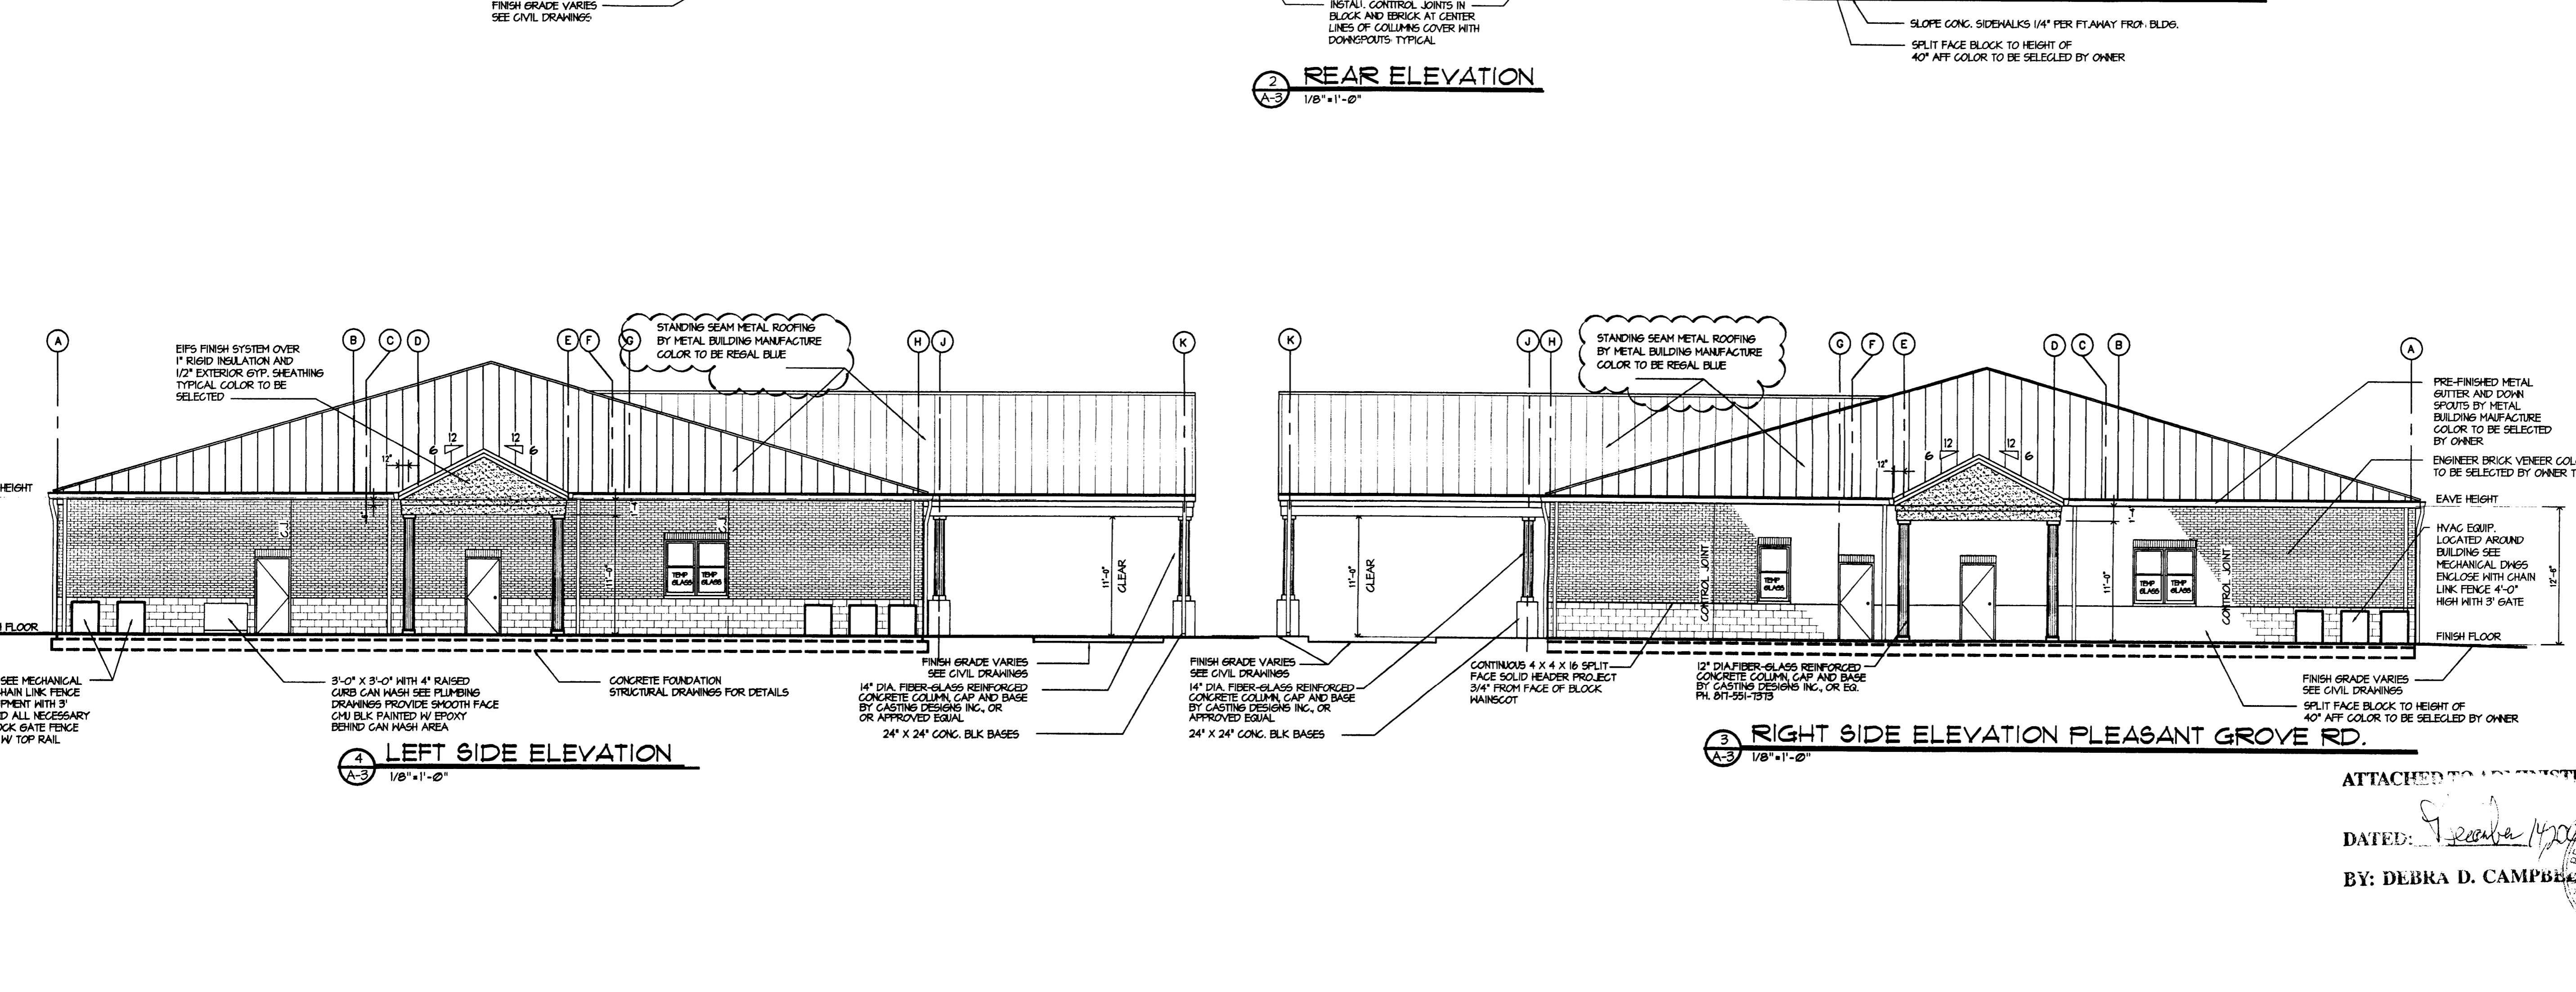 FINISH GRADE VARIES
SEE CIVIL DRAWINGS
INSTALL CONTTROL JOINTS IN
BLOCK AND EBRICK AT CENTER
LINES OF COLLUMNS COVER WITH
DOWNSPOUTS TYPICAL
SLOPE CONC. SIDEWALKS 1/4" PER FT.AWAY FROM BLDG.
SPLIT FACE BLOCK TO HEIGHT OF
40" AFF COLOR TO BE SELECLED BY OWNER
2
A-3
REAR ELEVATION
1/8"=1'-0"
A
B
C
D
E
F
G
H
J
K
EIFS FINISH SYSTEM OVER
1" RIGID INSULATION AND
1/2" EXTERIOR GYP. SHEATHING
TYPICAL COLOR TO BE
SELECTED
STANDING SEAM METAL ROOFING
BY METAL BUILDING MANUFACTURE
COLOR TO BE REGAL BLUE
12
6
12
6
12"
HEIGHT
C.J.
C.J.
1'-4"
11'-0"
TEMP
GLASS
TEMP
GLASS
11'-0"
CLEAR
FLOOR
SEE MECHANICAL
HAIN LINK FENCE
PMENT WITH 3'
D ALL NECESSARY
OCK GATE FENCE
W/ TOP RAIL
3'-0" X 3'-0" WITH 4" RAISED
CURB CAN WASH SEE PLUMBING
DRAWINGS PROVIDE SMOOTH FACE
CMU BLK PAINTED W/ EPOXY
BEHIND CAN WASH AREA
CONCRETE FOUNDATION
STRUCTURAL DRAWINGS FOR DETAILS
FINISH GRADE VARIES
SEE CIVIL DRAWINGS
14" DIA. FIBER-GLASS REINFORCED
CONCRETE COLUMN, CAP AND BASE
BY CASTING DESIGNS INC., OR
OR APPROVED EQUAL
24" X 24" CONC. BLK BASES
4
A-3
LEFT SIDE ELEVATION
1/8"=1'-0"
K
J
H
G
F
E
D
C
B
A
STANDING SEAM METAL ROOFING
BY METAL BUILDING MANUFACTURE
COLOR TO BE REGAL BLUE
12
6
12
6
12"
PRE-FINISHED METAL
GUTTER AND DOWN
SPOUTS BY METAL
BUILDING MAUFACTURE
COLOR TO BE SELECTED
BY OWNER
ENGINEER BRICK VENEER COL
TO BE SELECTED BY OWNER T
EAVE HEIGHT
HVAC EQUIP.
LOCATED AROUND
BUILDING SEE
MECHANICAL DWGS
ENCLOSE WITH CHAIN
LINK FENCE 4'-0"
HIGH WITH 3' GATE
12'-8"
FINISH FLOOR
11'-0"
CLEAR
CONTROL JOINT
TEMP
GLASS
1'-4"
11'-0"
TEMP
GLASS
TEMP
GLASS
CONTROL JOINT
FINISH GRADE VARIES
SEE CIVIL DRAWINGS
14" DIA. FIBER-GLASS REINFORCED
CONCRETE COLUMN, CAP AND BASE
BY CASTING DESIGNS INC., OR
APPROVED EQUAL
24" X 24" CONC. BLK BASES
CONTINUOUS 4 X 4 X 16 SPLIT
FACE SOLID HEADER PROJECT
3/4" FROM FACE OF BLOCK
WAINSCOT
12" DIA.FIBER-GLASS REINFORCED
CONCRETE COLUMN, CAP AND BASE
BY CASTING DESIGNS INC., OR EQ.
PH. 817-551-7373
FINISH GRADE VARIES
SEE CIVIL DRAWINGS
SPLIT FACE BLOCK TO HEIGHT OF
40" AFF COLOR TO BE SELECLED BY OWNER
3
A-3
RIGHT SIDE ELEVATION PLEASANT GROVE RD.
1/8"=1'-0"
ATTACHED TO
DATED: December 14, 200
BY: DEBRA D. CAMPBEL